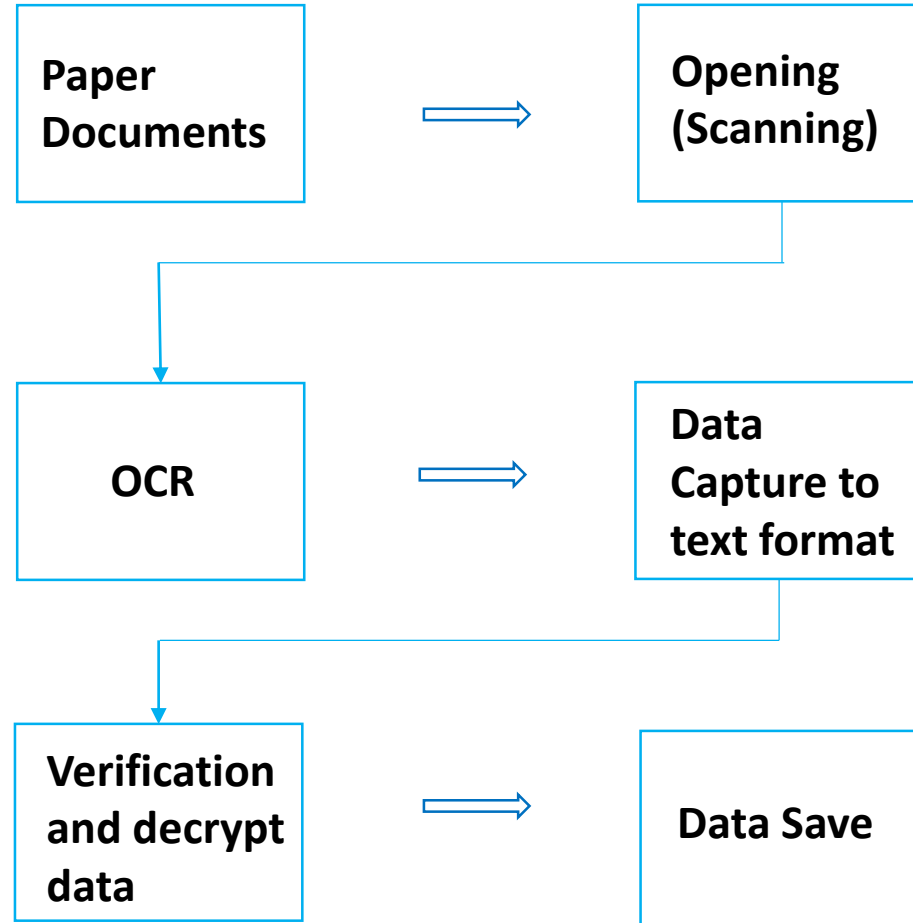 Paper
Documents
Opening
(Scanning)
OCR
Data
Capture to
text format
Verification
and decrypt
data
Data Save